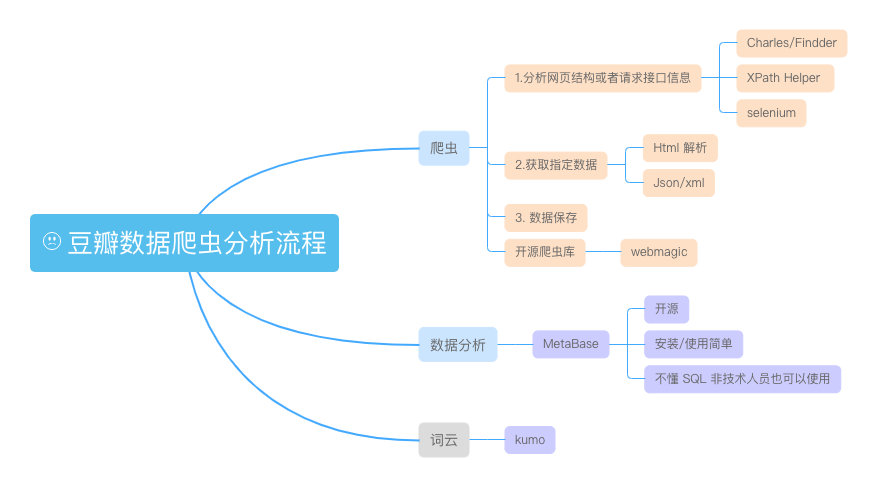 豆瓣数据爬虫分析流程
爬虫
1.分析网页结构或者请求接口信息
Charles/Findder
XPath Helper
selenium
2.获取指定数据
Html 解析
Json/xml
3. 数据保存
开源爬虫库
webmagic
数据分析
MetaBase
开源
安装/使用简单
不懂 SQL 非技术人员也可以使用
词云
kumo